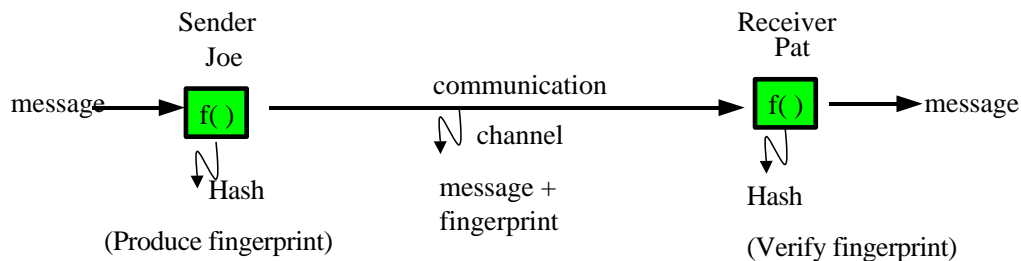 Sender
Joe
Receiver
Pat
message
f( )
communication
channel
f( )
message
Hash
message +
fingerprint
Hash
(Produce fingerprint)
(Verify fingerprint)